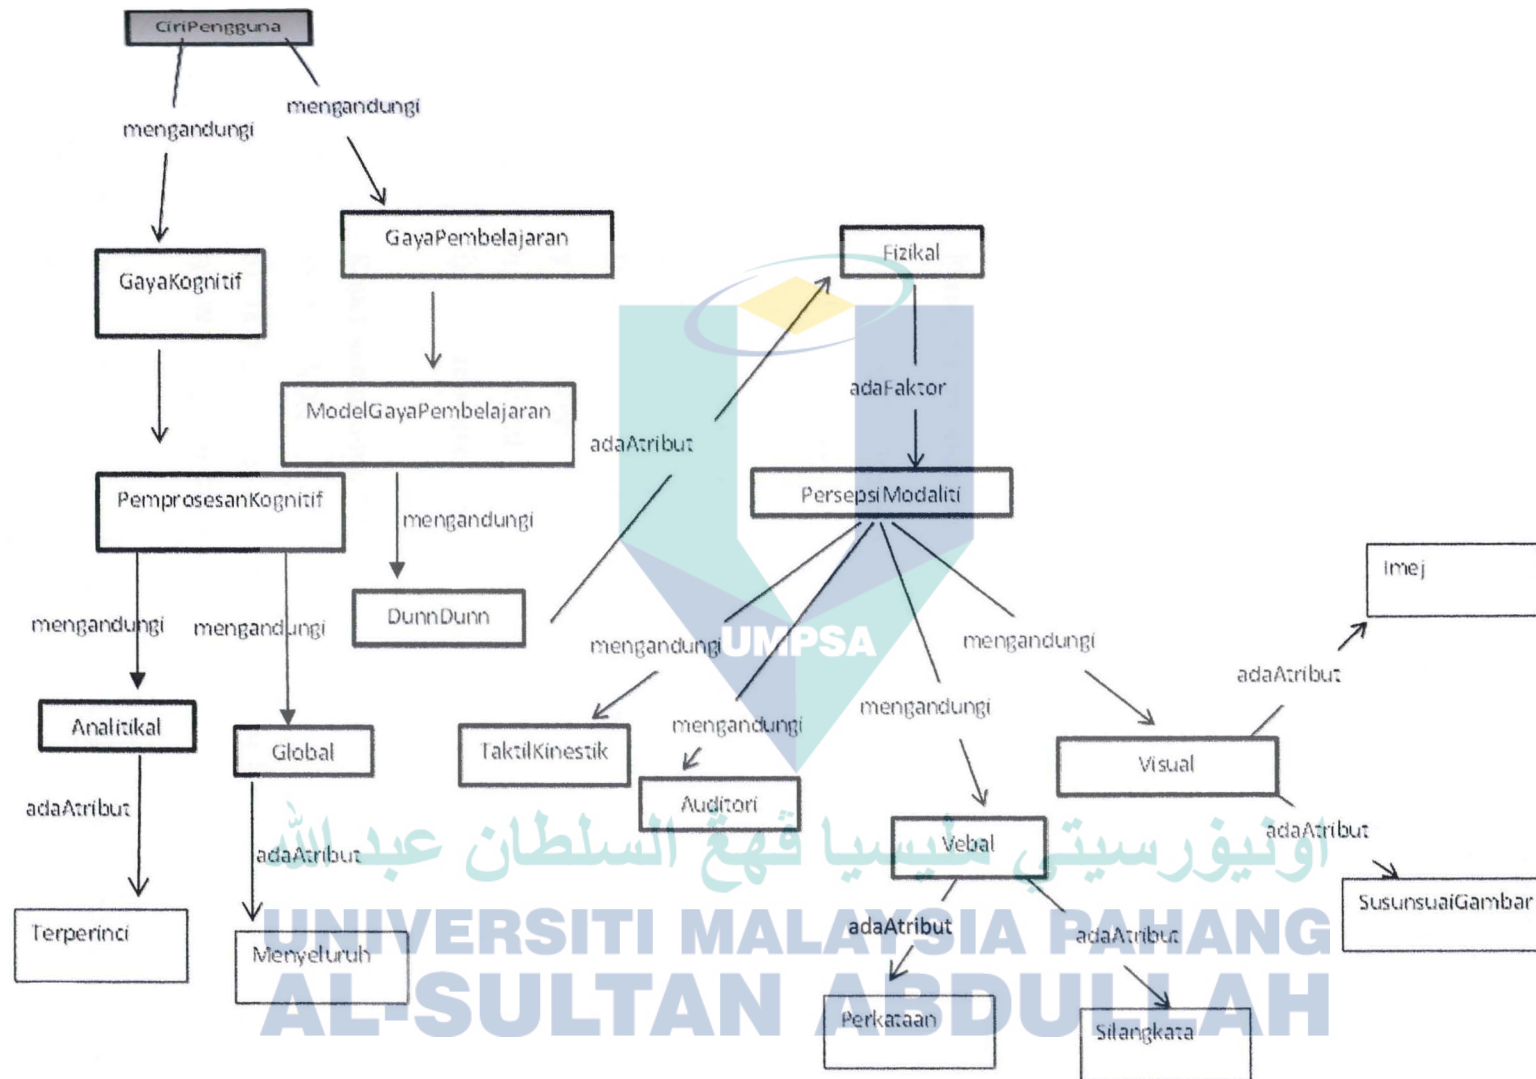 CiriPengguna
mengandungi
mengandungi
GayaPembelajaran
Fizikal
GayaKognitif
adaFaktor
ModelGayaPembelajaran
adaAtribut
PemprosesanKognitif
PersepsiModaliti
mengandungi
Imej
DunnDunn
mengandungi
mengandungi
mengandungi
UMPSA
mengandungi
adaAtribut
mengandungi
mengandungi
Analitikal
Global
TaktilKinestik
Visual
Auditori
adaAtribut
Vebal
adaAtribut
adaAtribut
اونيۏرسيتي مليسيا ڤهڠ السلطان عبد الله
SusunsuaiGambar
Terperinci
Menyeluruh
adaAtribut
adaAtribut
UNIVERSITI MALAYSIA PAHANG
AL-SULTAN ABDULLAH
Perkataan
Silangkata